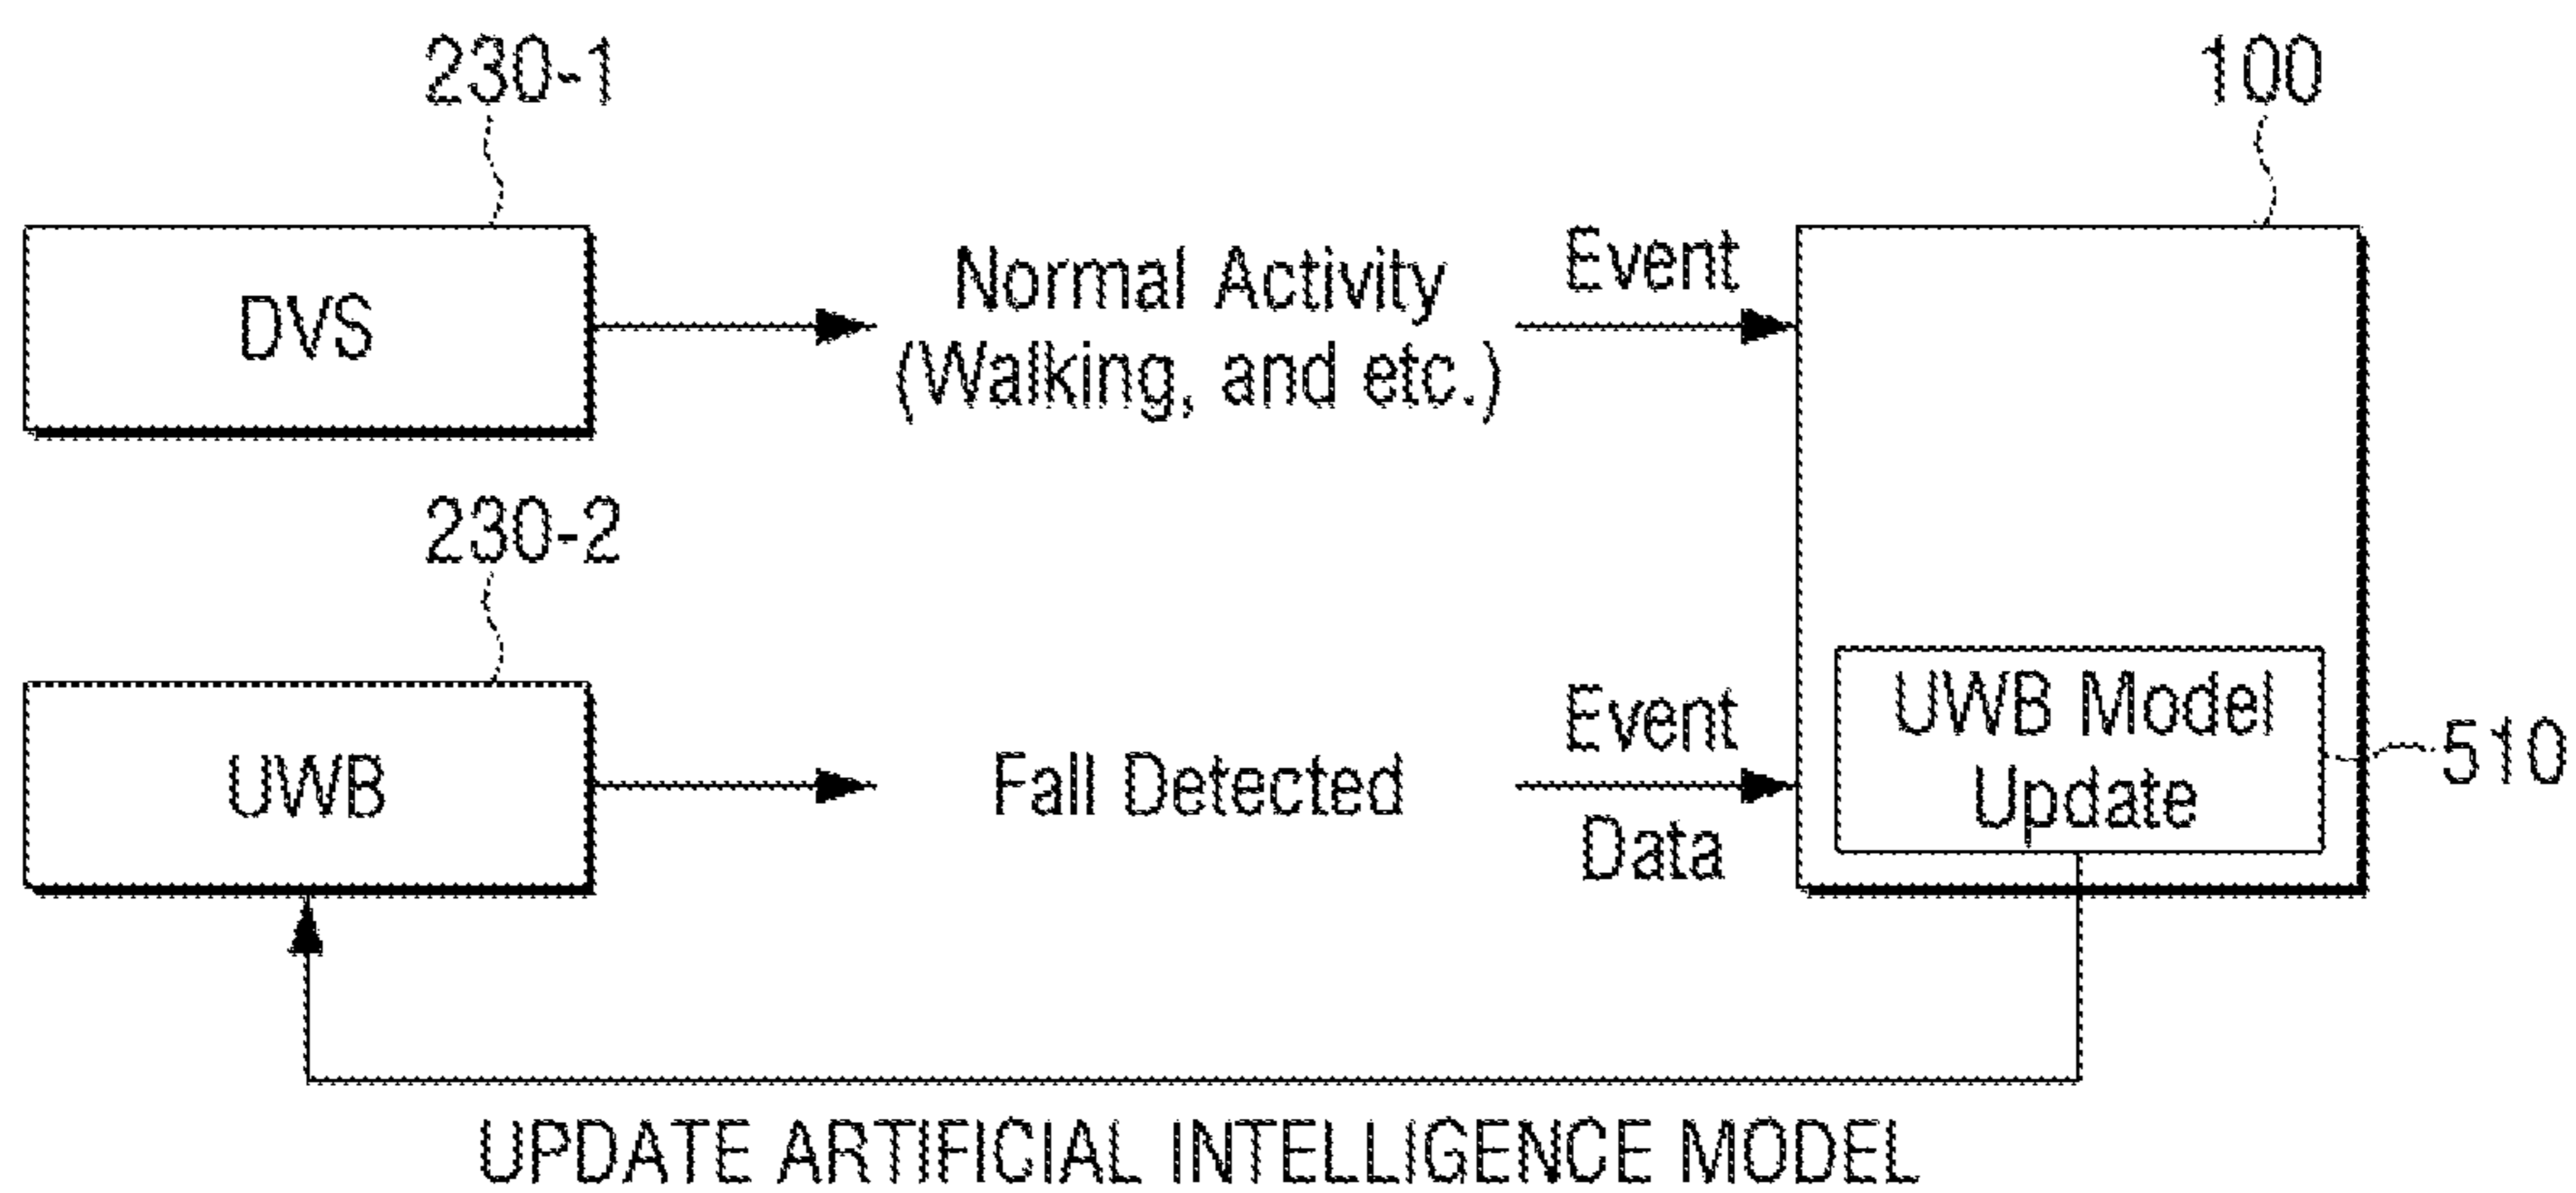 230-1
100
DVS
Normal Activity
(Walking, and etc.)
Event
230-2
UWB
Fall Detected
Event
Data
UWB Model
Update
510
UPDATE ARTIFICIAL INTELLIGENCE MODEL